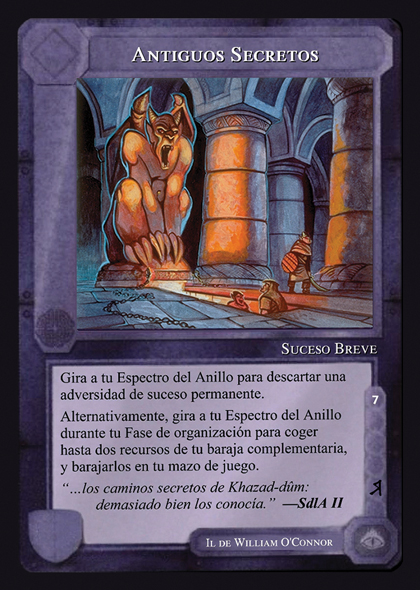 Antiguos Secretos
Suceso Breve
Gira a tu Espectro del Anillo para descartar una
adversidad de suceso permanente.
7
Alternativamente, gira a tu Espectro del Anillo
durante tu Fase de organización para coger
hasta dos recursos de tu baraja complementaria,
y barajarlos en tu mazo de juego.
“...los caminos secretos de Khazad-dûm:
demasiado bien los conocía.” —SdlA II
Il de William O'Connor